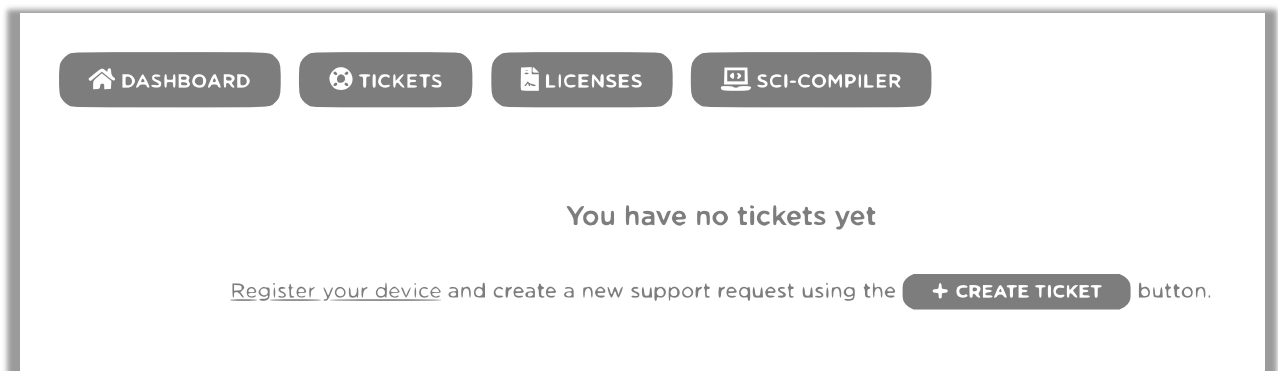 DASHBOARD TICKETS LICENSES SCI-COMPILER
You have no tickets yet
Register your device and create a new support request using the + CREATE TICKET button.